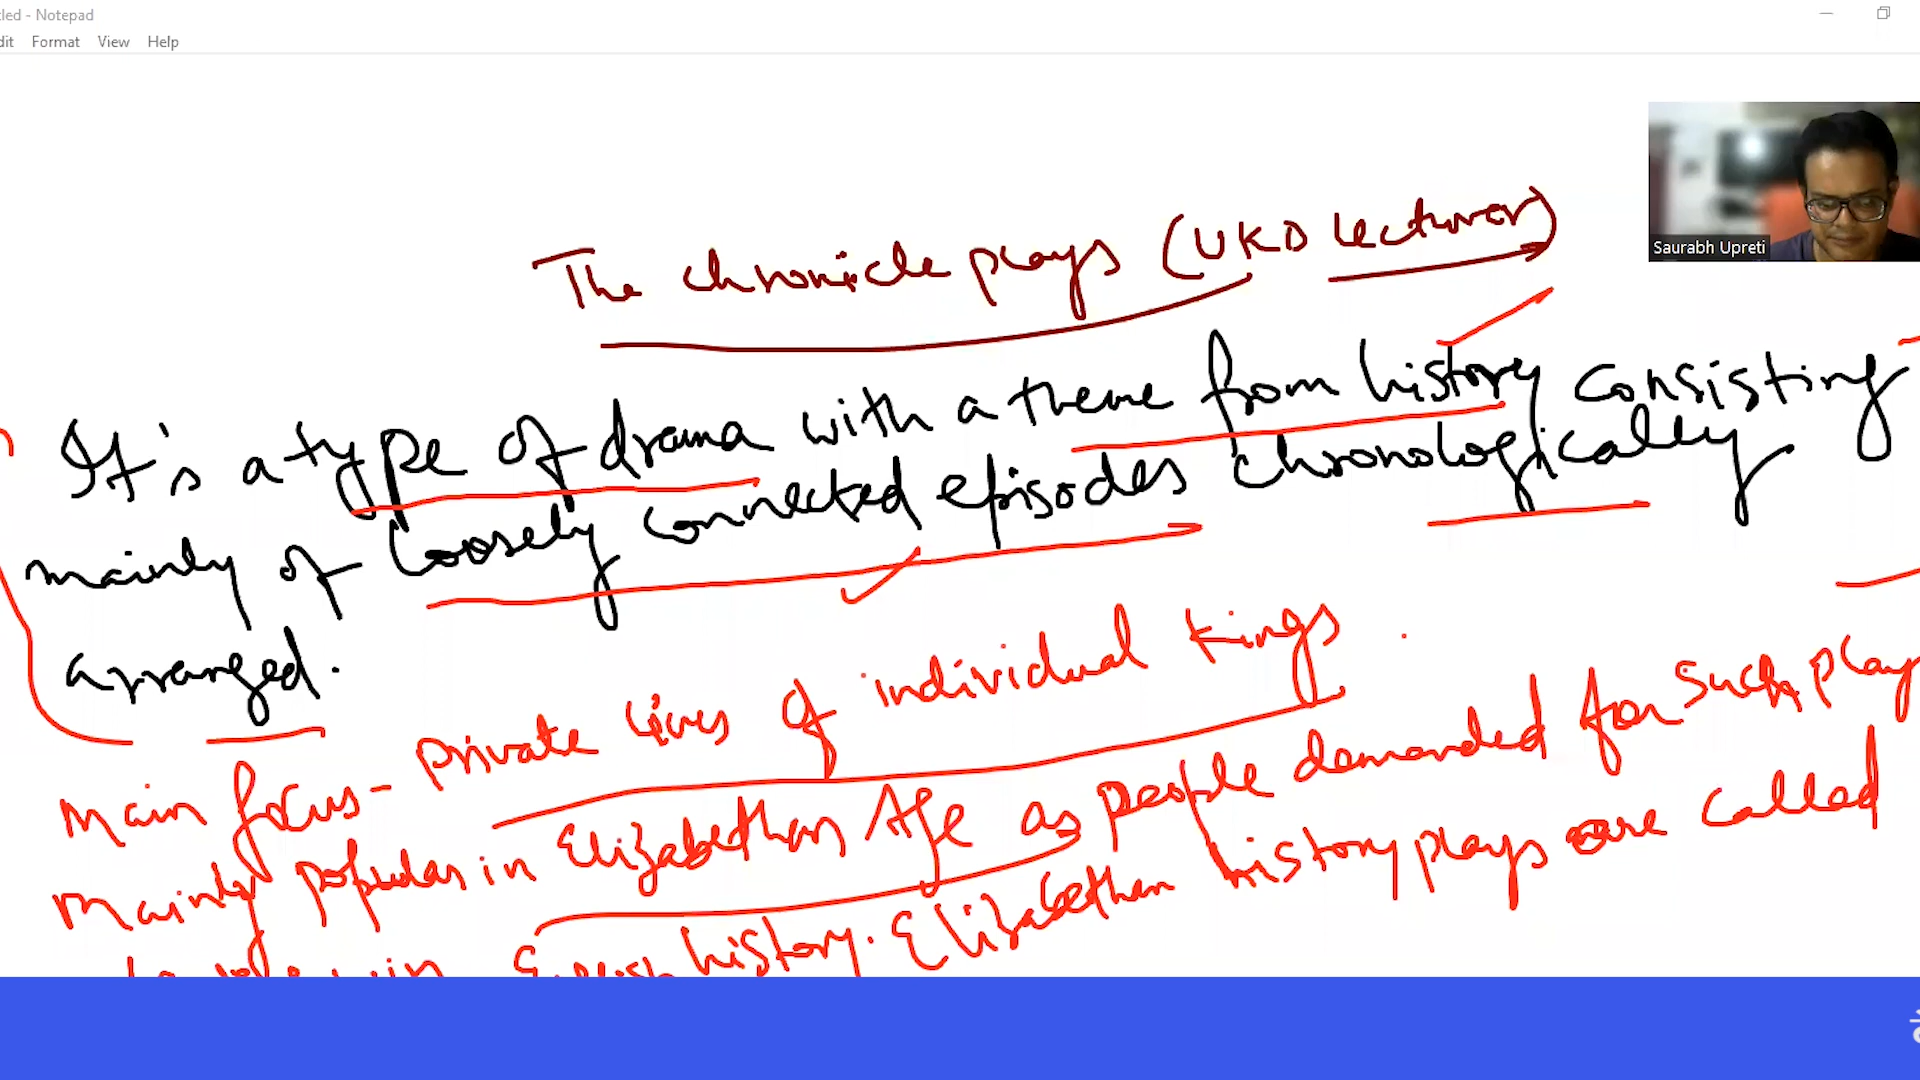 led - Notepad
dit Format View Help
Saurabh Upreti
The chronicle plays (UKD Lecturer)
It's a type of drama with a theme from history consisting
mainly of loosely connected episodes chronologically
arranged.
Main focus - private lives of individual kings
Mainly popular in Elizabethan Age as people demanded for such play
history. Elizabethan history plays are called